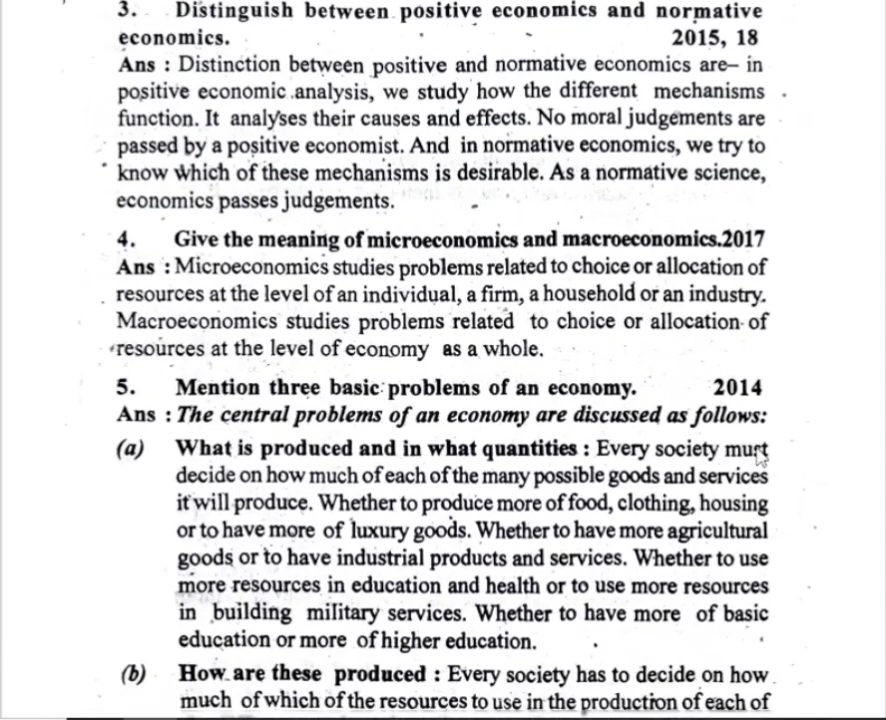 3. Distinguish between positive economics and normative
economics. 2015, 18
Ans : Distinction between positive and normative economics are– in
positive economic analysis, we study how the different mechanisms
function. It analyses their causes and effects. No moral judgements are
passed by a positive economist. And in normative economics, we try to
know which of these mechanisms is desirable. As a normative science,
economics passes judgements.
4. Give the meaning of microeconomics and macroeconomics.2017
Ans : Microeconomics studies problems related to choice or allocation of
resources at the level of an individual, a firm, a household or an industry.
Macroeconomics studies problems related to choice or allocation of
resources at the level of economy as a whole.
5. Mention three basic problems of an economy. 2014
Ans : The central problems of an economy are discussed as follows:
(a) What is produced and in what quantities : Every society must
decide on how much of each of the many possible goods and services
it will produce. Whether to produce more of food, clothing, housing
or to have more of luxury goods. Whether to have more agricultural
goods or to have industrial products and services. Whether to use
more resources in education and health or to use more resources
in building military services. Whether to have more of basic
education or more of higher education.
(b) How are these produced : Every society has to decide on how
much of which of the resources to use in the production of each of